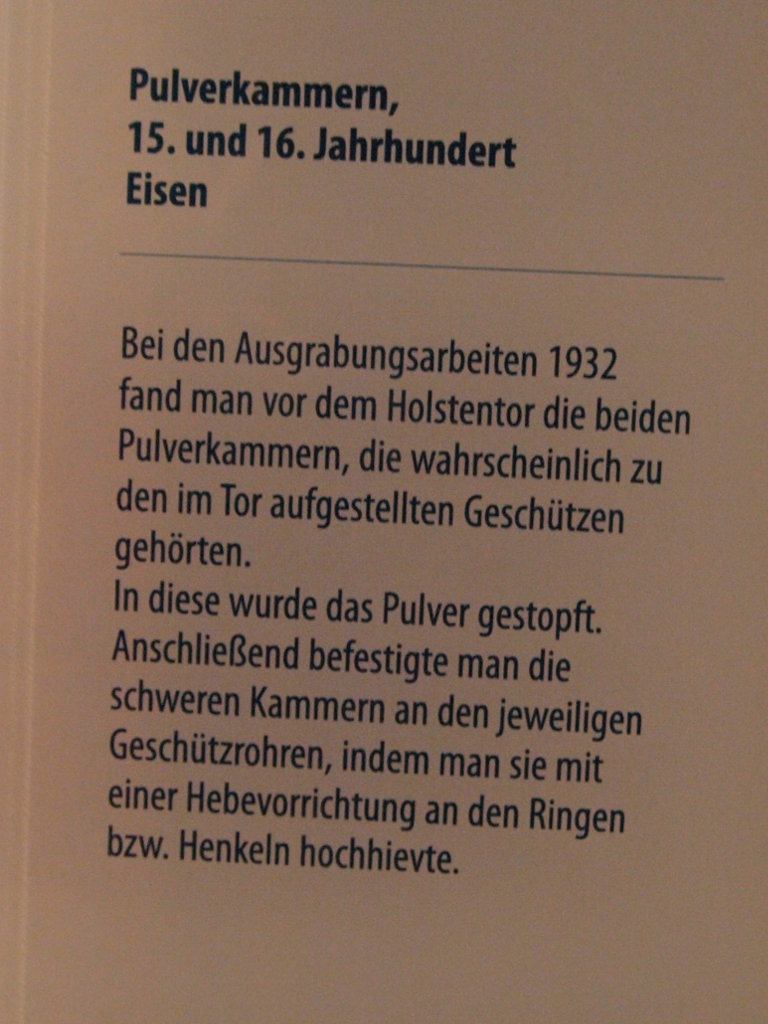 Pulverkammern,
15. und 16. Jahrhundert
Eisen
Bei den Ausgrabungsarbeiten 1932
fand man vor dem Holstentor die beiden
Pulverkammern, die wahrscheinlich zu
den im Tor aufgestellten Geschützen
gehörten.
In diese wurde das Pulver gestopft.
Anschließend befestigte man die
schweren Kammern an den jeweiligen
Geschützrohren, indem man sie mit
einer Hebevorrichtung an den Ringen
bzw. Henkeln hochhievte.